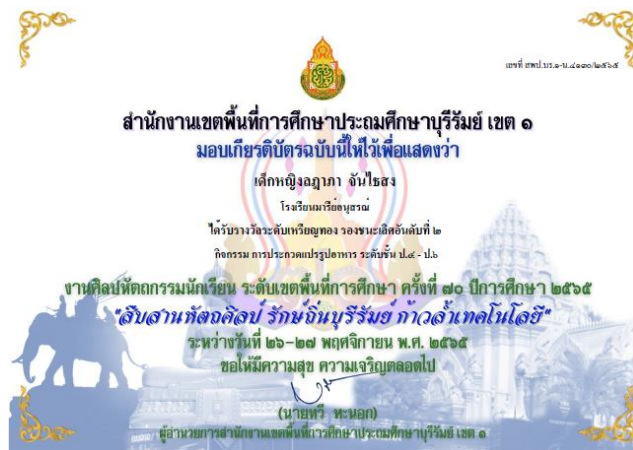 เลขที่ สพป.บร.๑-น.๔๑๓๐/๒๕๖๕
สำนักงานเขตพื้นที่การศึกษาประถมศึกษาบุรีรัมย์ เขต ๑
มอบเกียรติบัตรฉบับนี้ให้ไว้เพื่อแสดงว่า
เด็กหญิงฉฎาภา จันไธสง
โรงเรียนมารีย์อนุสรณ์
ได้รับรางวัลระดับเหรียญทอง รองชนะเลิศอันดับที่ ๒
กิจกรรม การประกวดแปรรูปอาหาร ระดับชั้น ป.๔ - ป.๖
งานศิลปหัตถกรรมนักเรียน ระดับเขตพื้นที่การศึกษา ครั้งที่ ๗๐ ปีการศึกษา ๒๕๖๕
"สืบสานหัตถศิลป์ รักษ์ถิ่นบุรีรัมย์ ก้าวล้ำเทคโนโลยี"
ระหว่างวันที่ ๒๖-๒๗ พฤศจิกายน พ.ศ. ๒๕๖๕
ขอให้มีความสุข ความเจริญตลอดไป
(นายทวี ทะนอก)
ผู้อำนวยการสำนักงานเขตพื้นที่การศึกษาประถมศึกษาบุรีรัมย์ เขต ๑